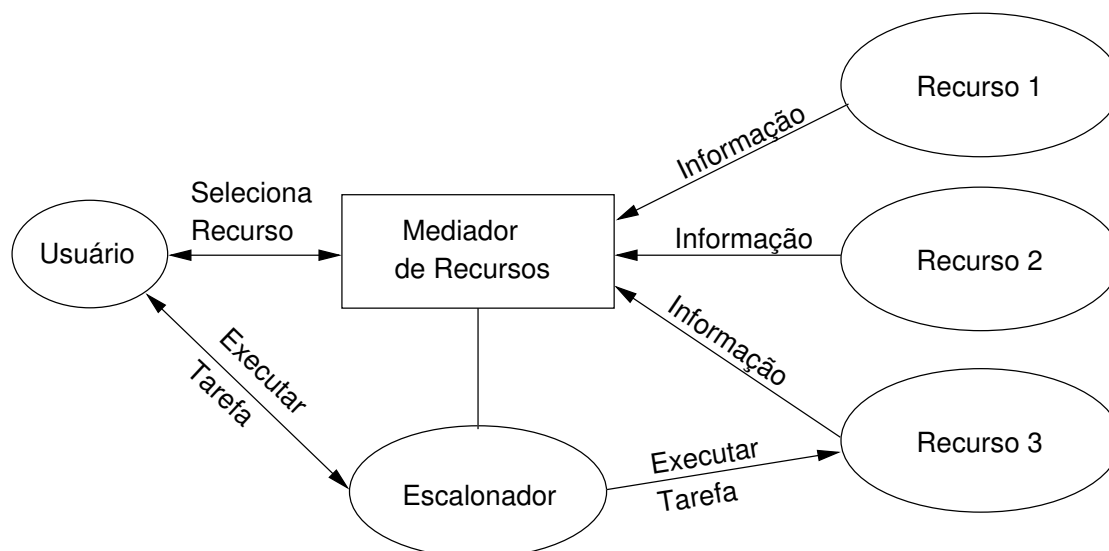 Recurso 1
Informação
Seleciona
Recurso
Usuário
Mediador
de Recursos
Informação
Recurso 2
Informação
Executar
Tarefa
Escalonador
Executar
Tarefa
Recurso 3